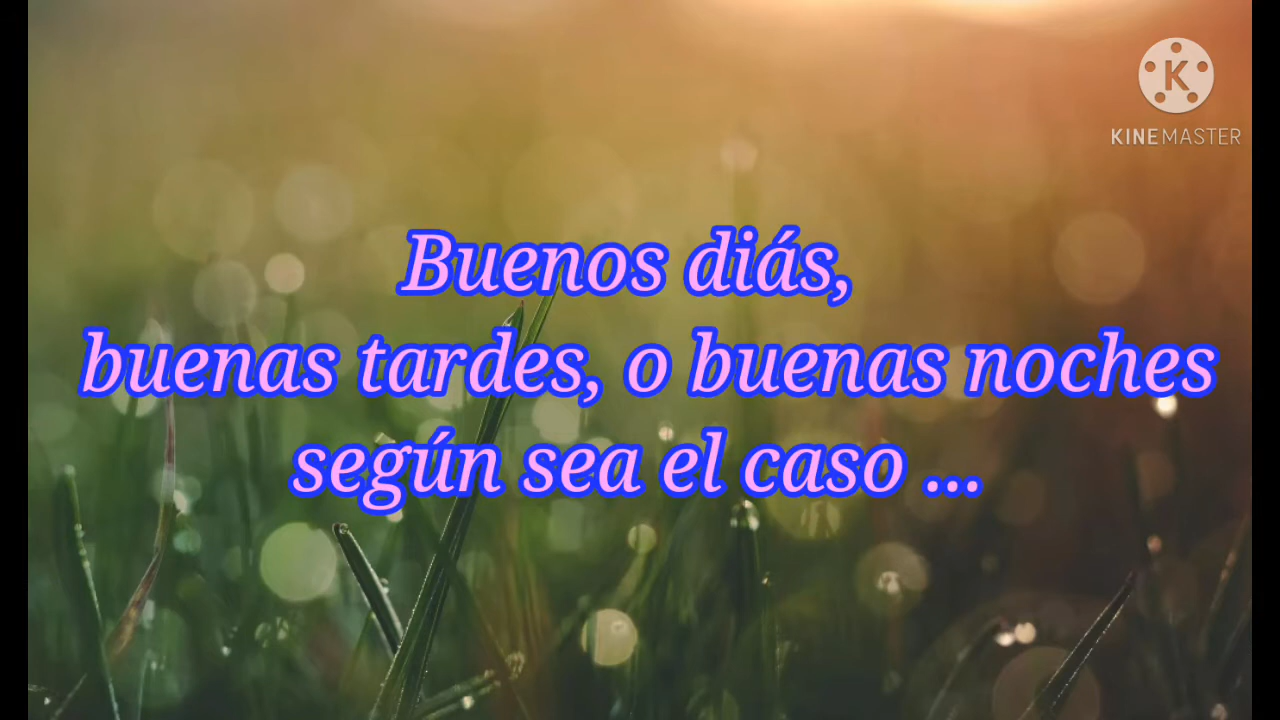 KINEMASTER
Buenos diás,
buenas tardes, o buenas noches
según sea el caso ...